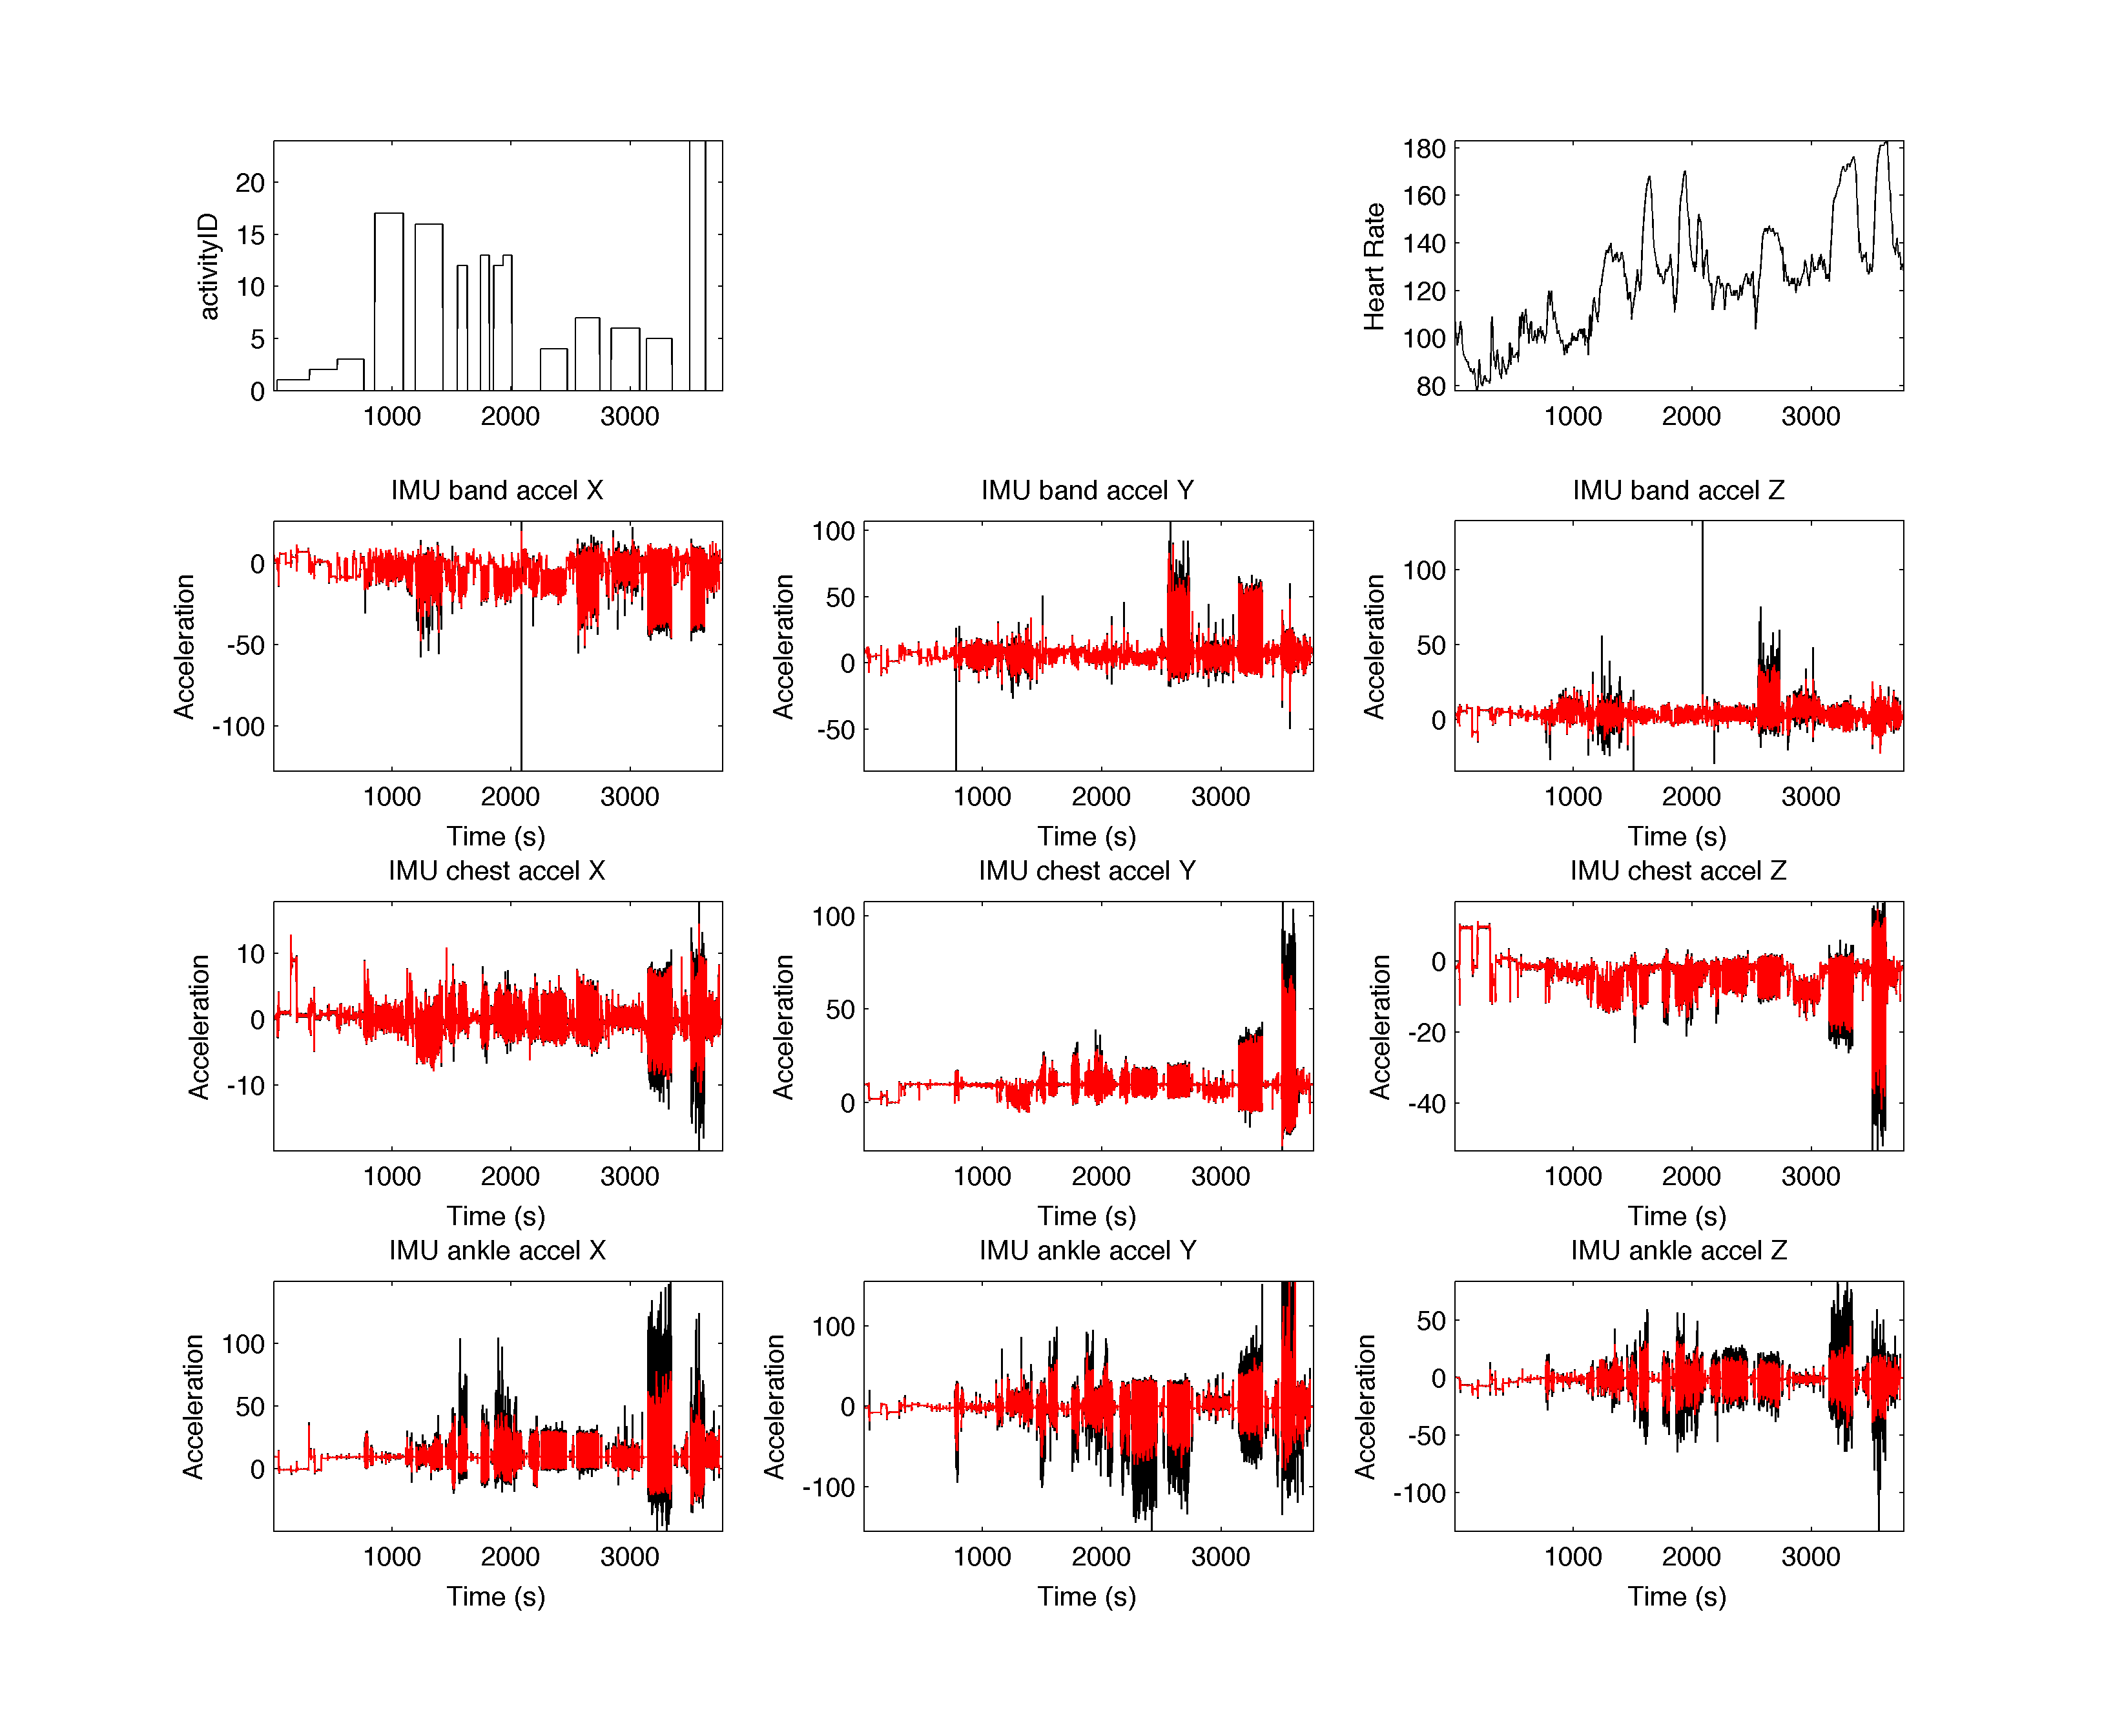 activityID
20
15
10
5
0
1000 2000 3000
Heart Rate
180
160
140
120
100
80
1000 2000 3000
IMU band accel X
Acceleration
0
-50
-100
1000 2000 3000
Time (s)
IMU band accel Y
Acceleration
100
50
0
-50
1000 2000 3000
Time (s)
IMU band accel Z
Acceleration
100
50
0
1000 2000 3000
Time (s)
IMU chest accel X
Acceleration
10
0
-10
1000 2000 3000
Time (s)
IMU chest accel Y
Acceleration
100
50
0
1000 2000 3000
Time (s)
IMU chest accel Z
Acceleration
0
-20
-40
1000 2000 3000
Time (s)
IMU ankle accel X
Acceleration
100
50
0
1000 2000 3000
Time (s)
IMU ankle accel Y
Acceleration
100
0
-100
1000 2000 3000
Time (s)
IMU ankle accel Z
Acceleration
50
0
-50
-100
1000 2000 3000
Time (s)